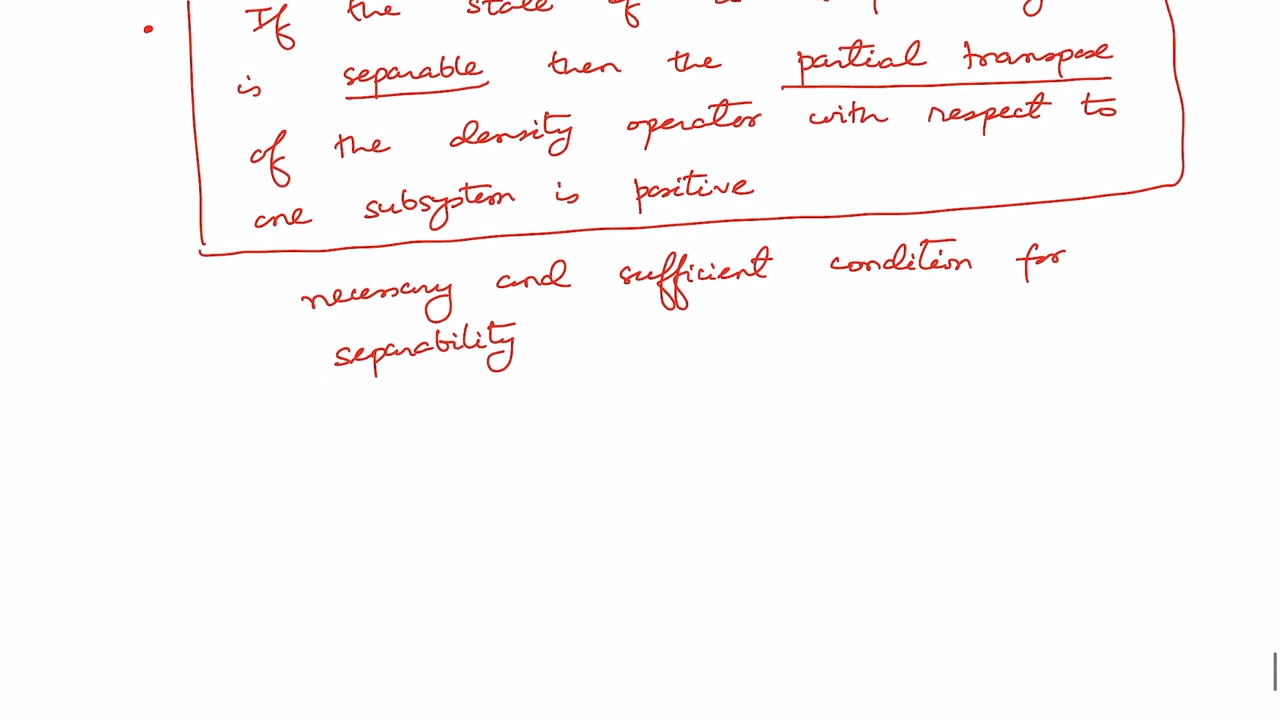 If the state of a
is separable then the partial transpose
of the density operator with respect to
one subsystem is positive
necessary and sufficient condition for
separability